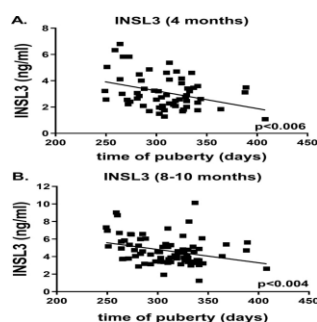 A. INSL3 (4 months)
INSL3 (ng/ml)
8
6
4
2
0
p<0.006
200 250 300 350 400 450
time of puberty (days)
B. INSL3 (8-10 months)
INSL3 (ng/ml)
12
10
8
6
4
2
0
p<0.004
200 250 300 350 400 450
time of puberty (days)